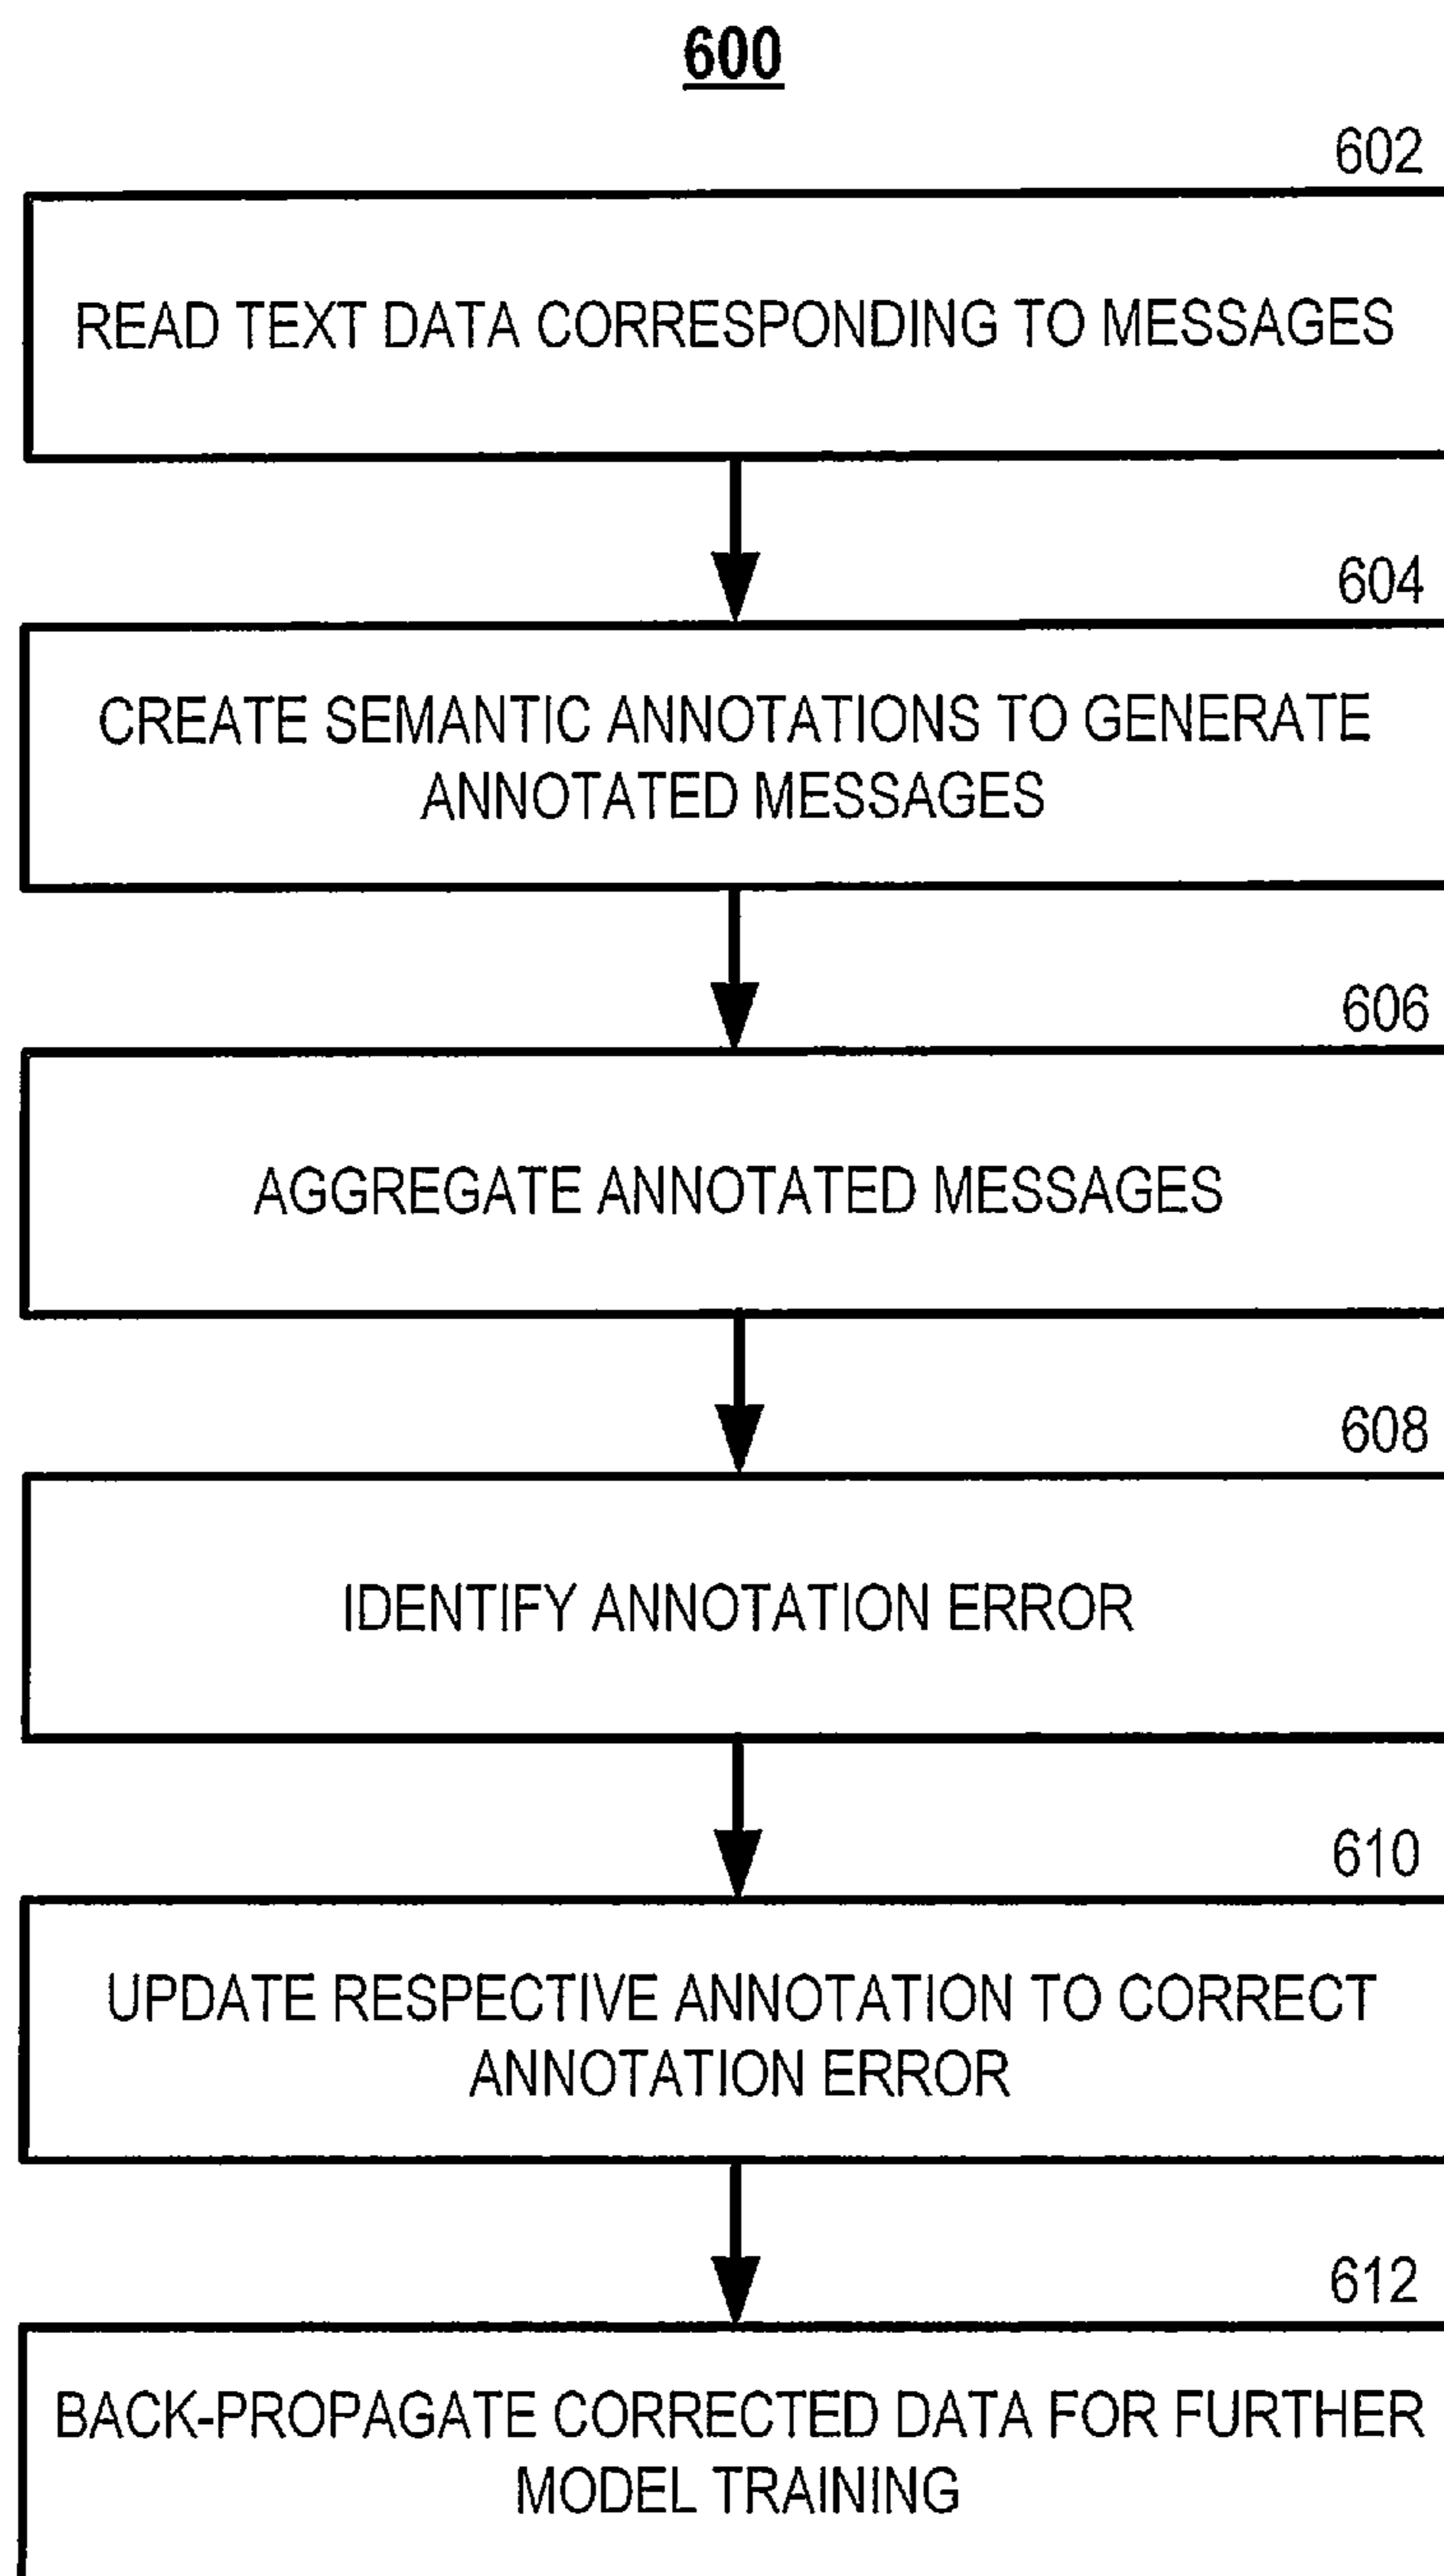 600
602
READ TEXT DATA CORRESPONDING TO MESSAGES
604
CREATE SEMANTIC ANNOTATIONS TO GENERATE
ANNOTATED MESSAGES
606
AGGREGATE ANNOTATED MESSAGES
608
IDENTIFY ANNOTATION ERROR
610
UPDATE RESPECTIVE ANNOTATION TO CORRECT
ANNOTATION ERROR
612
BACK-PROPAGATE CORRECTED DATA FOR FURTHER
MODEL TRAINING